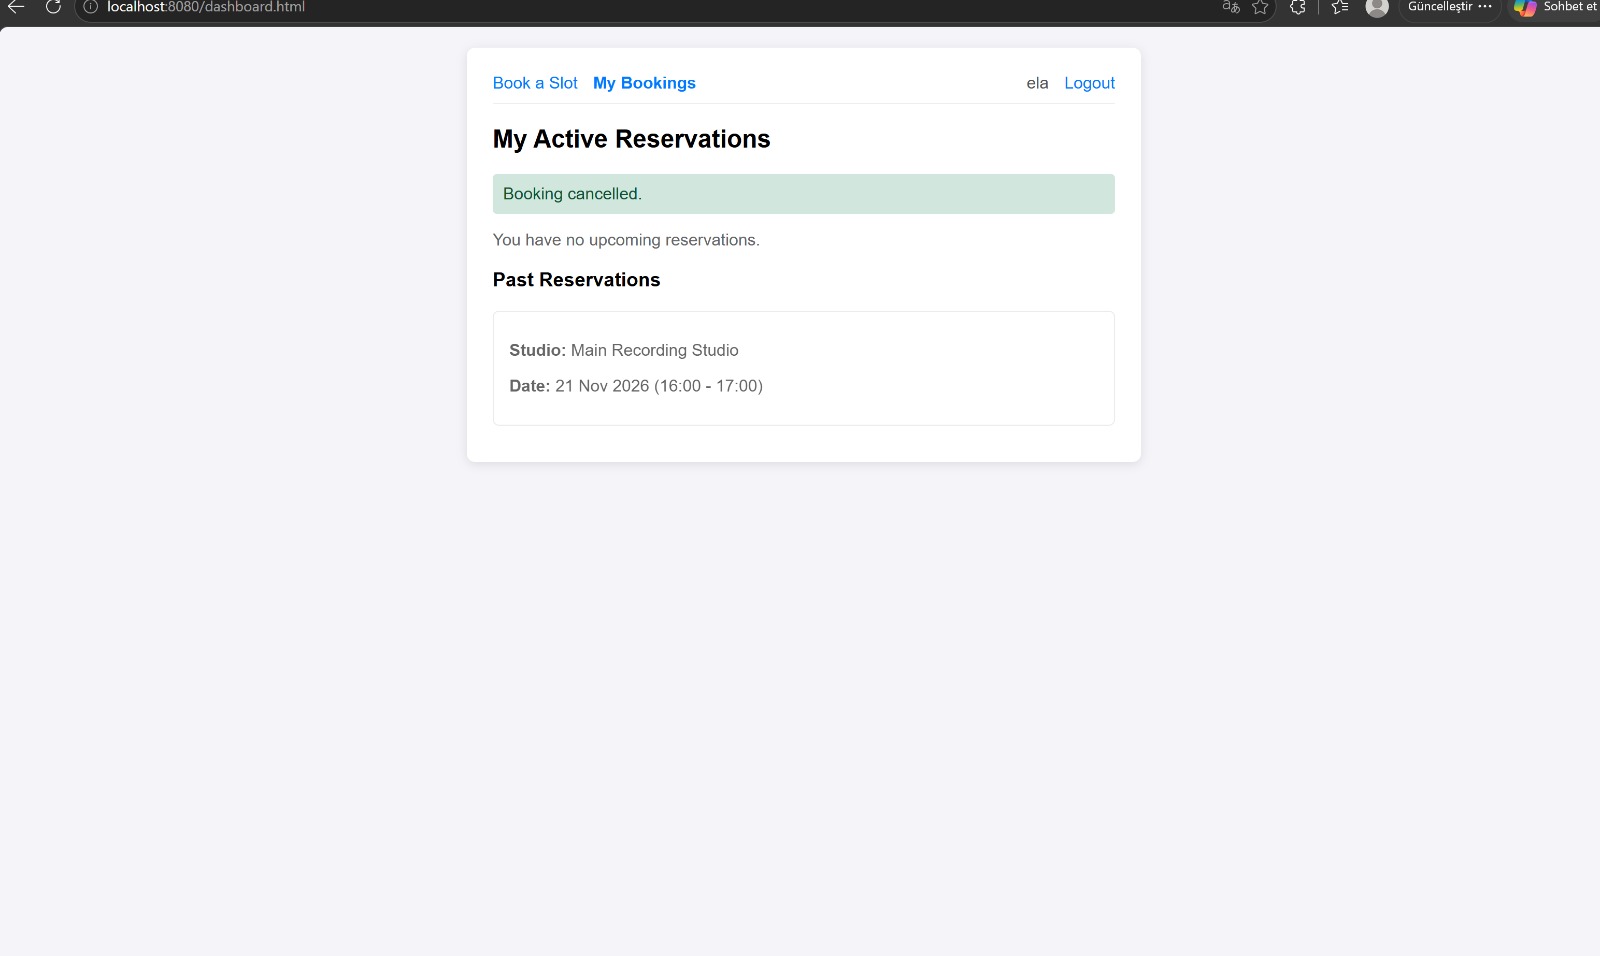 localhost:8080/dashboard.html
Güncelleştir
Sohbet et
Book a Slot My Bookings ela Logout
My Active Reservations
Booking cancelled.
You have no upcoming reservations.
Past Reservations
Studio: Main Recording Studio
Date: 21 Nov 2026 (16:00 - 17:00)